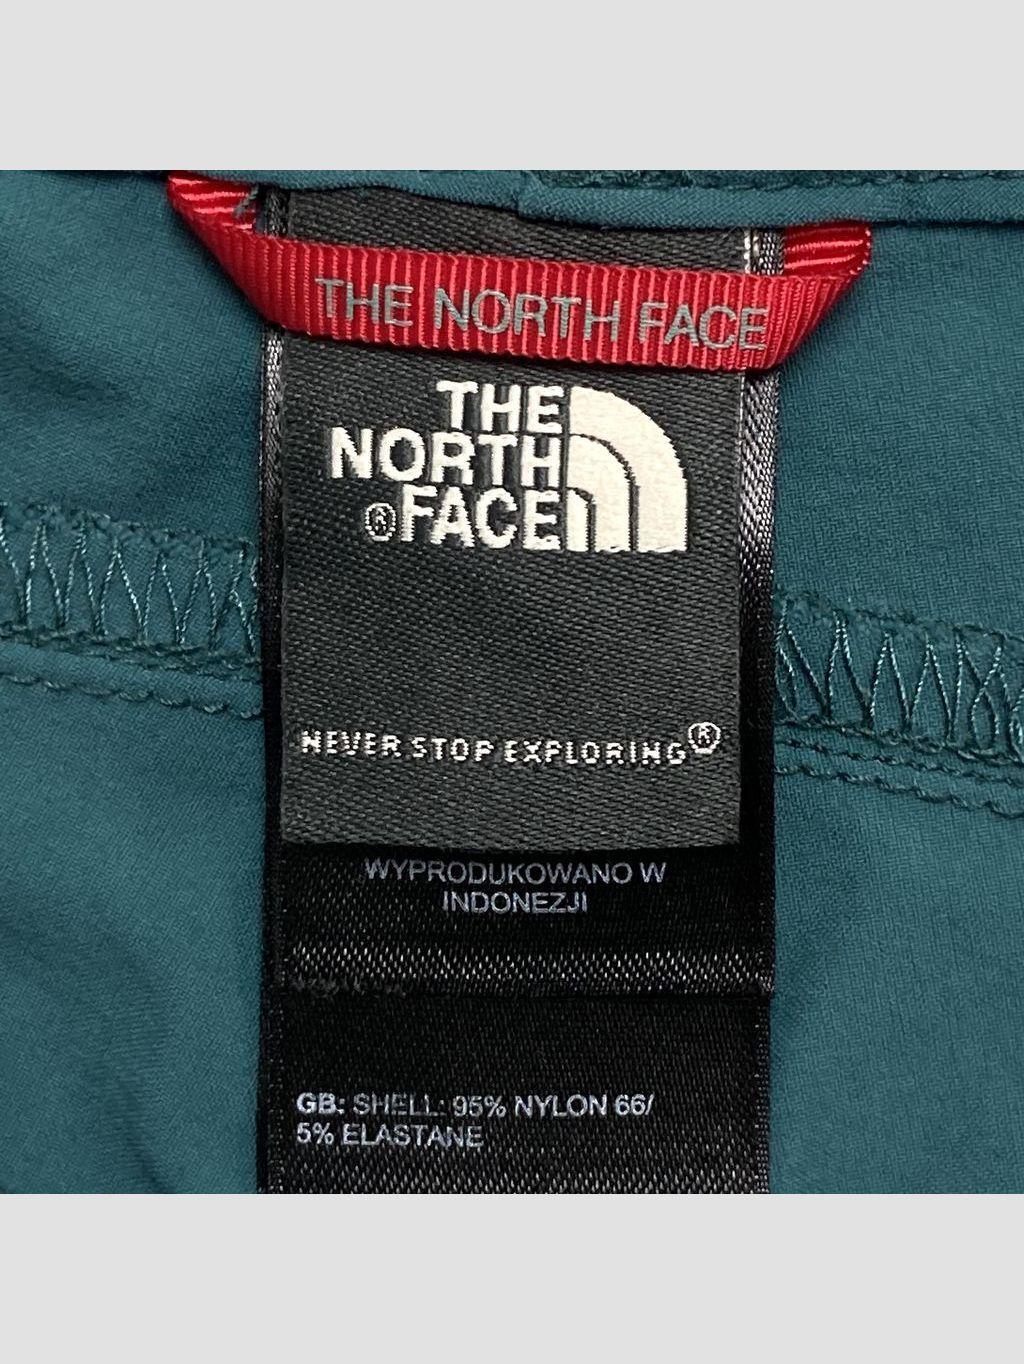 THE NORTH FACE
THE
NORTH
®FACE
NEVER STOP EXPLORING®
WYPRODUKOWANO W
INDONEZJI
GB: SHELL: 95% NYLON 66/
5% ELASTANE